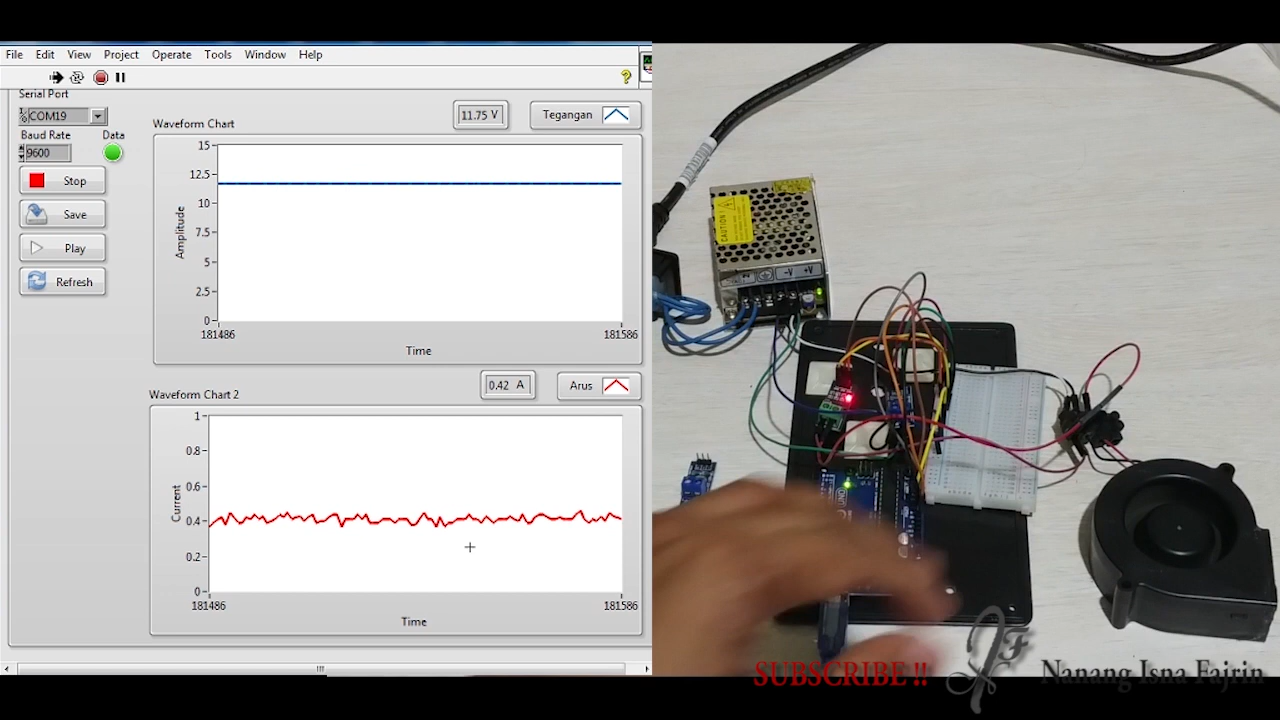 File Edit View Project Operate Tools Window Help
Serial Port
COM19
Baud Rate
9600
Data
Stop
Save
Play
Refresh
Waveform Chart
11.75 V
Tegangan
15
12.5
10
7.5
5
2.5
0
Amplitude
181486
181586
Time
Waveform Chart 2
0.42 A
Arus
1
0.8
0.6
0.4
0.2
0
Current
181486
181586
Time
CAUTION!
-V +V
SUBSCRIBE !!
JF
Nanang Isna Fajrin